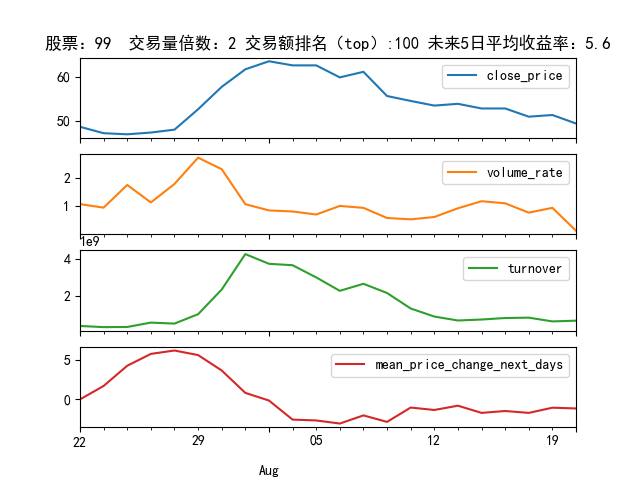 股票：99  交易量倍数：2 交易额排名（top）:100 未来5日平均收益率：5.6
60
50
close_price
2
1
volume_rate
1e9
4
2
turnover
5
0
mean_price_change_next_days
22 29 05 12 19
Aug